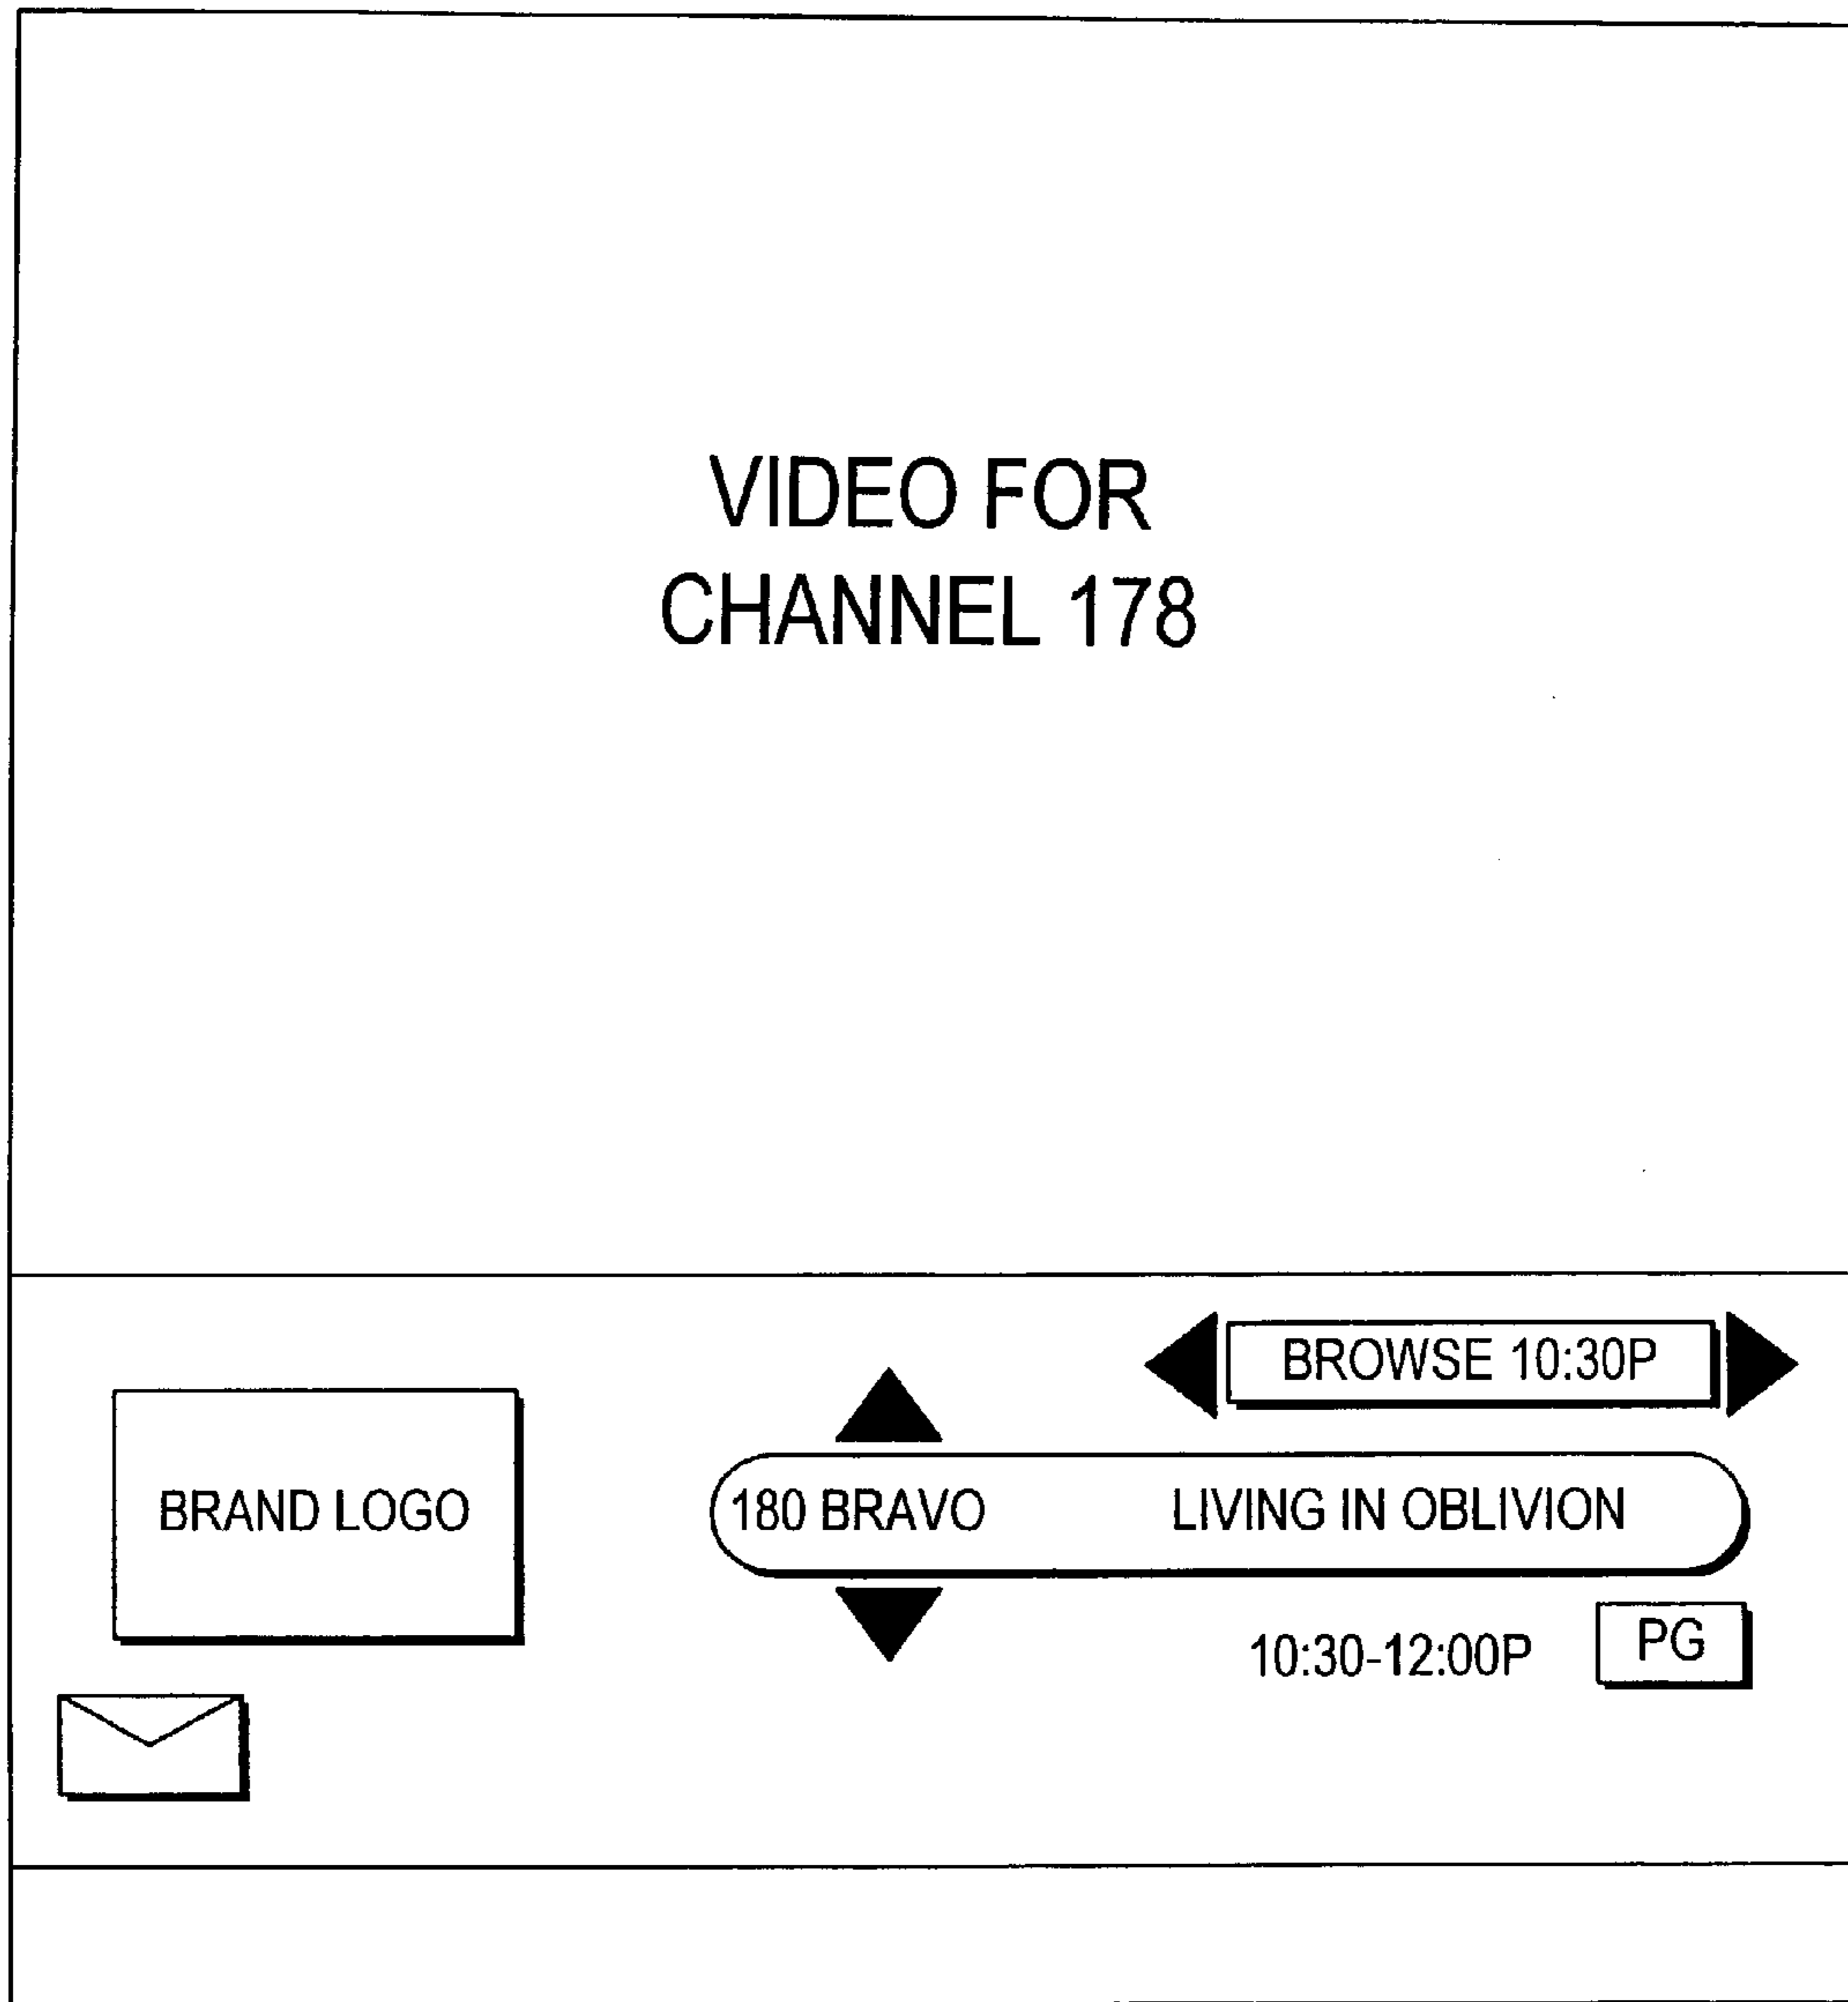 VIDEO FOR
CHANNEL 178
BROWSE 10:30P
BRAND LOGO
180 BRAVO LIVING IN OBLIVION
10:30-12:00P PG